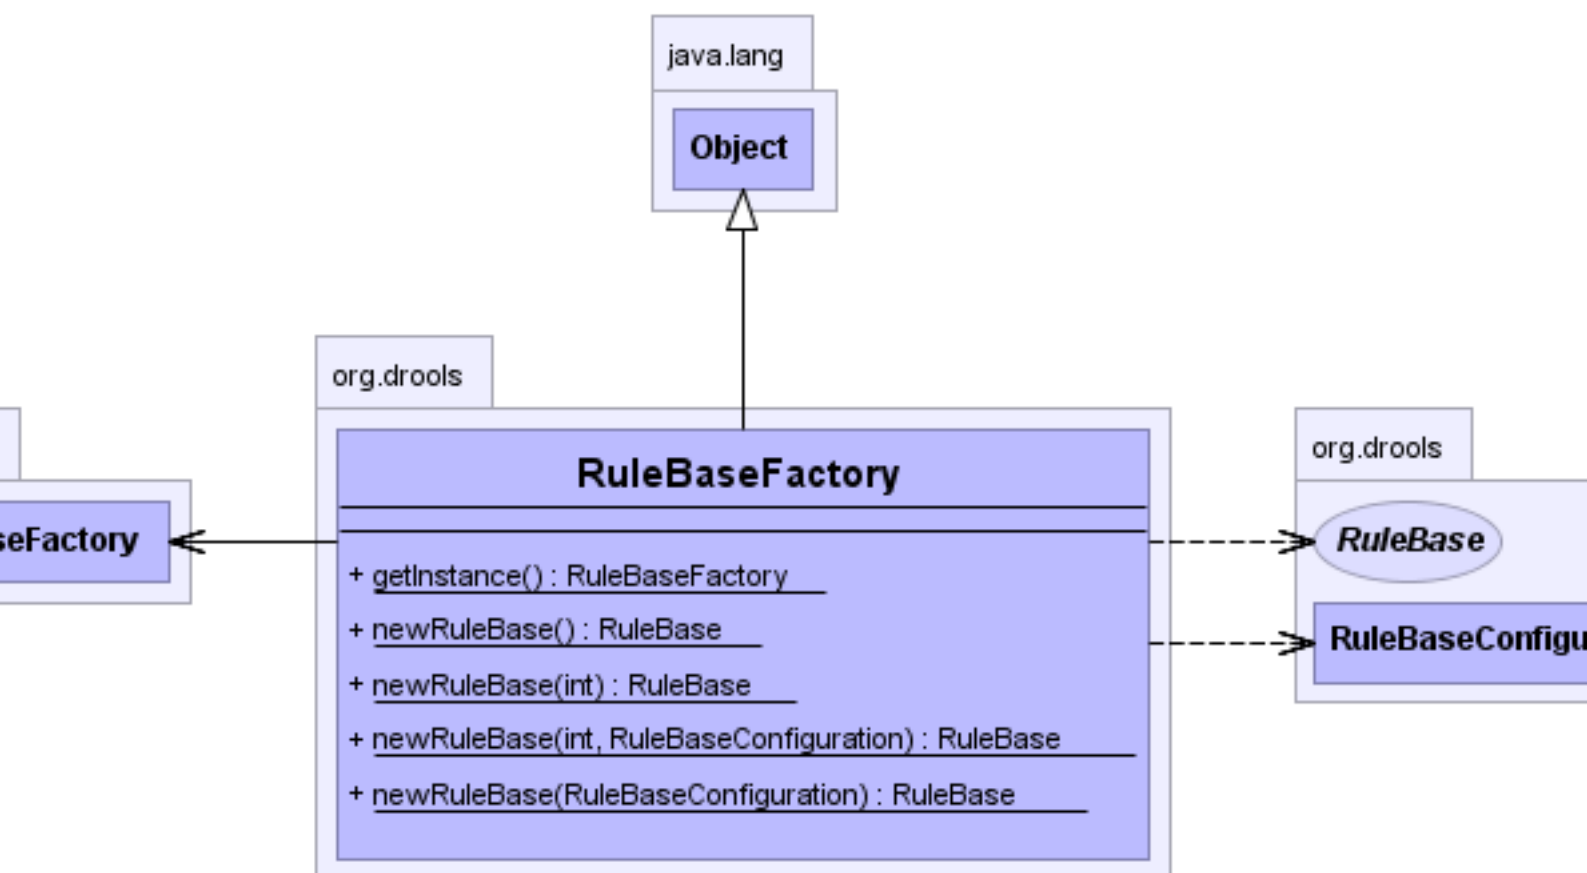 java.lang
Object
org.drools
RuleBaseFactory
+ getInstance() : RuleBaseFactory
+ newRuleBase() : RuleBase
+ newRuleBase(int) : RuleBase
+ newRuleBase(int, RuleBaseConfiguration) : RuleBase
+ newRuleBase(RuleBaseConfiguration) : RuleBase
seFactory
org.drools
RuleBase
RuleBaseConfigu